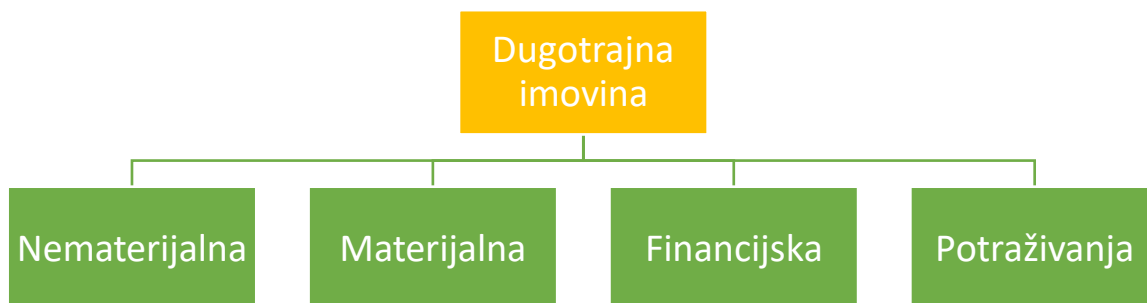 Dugotrajna
imovina
Nematerijalna
Materijalna
Financijska
Potraživanja